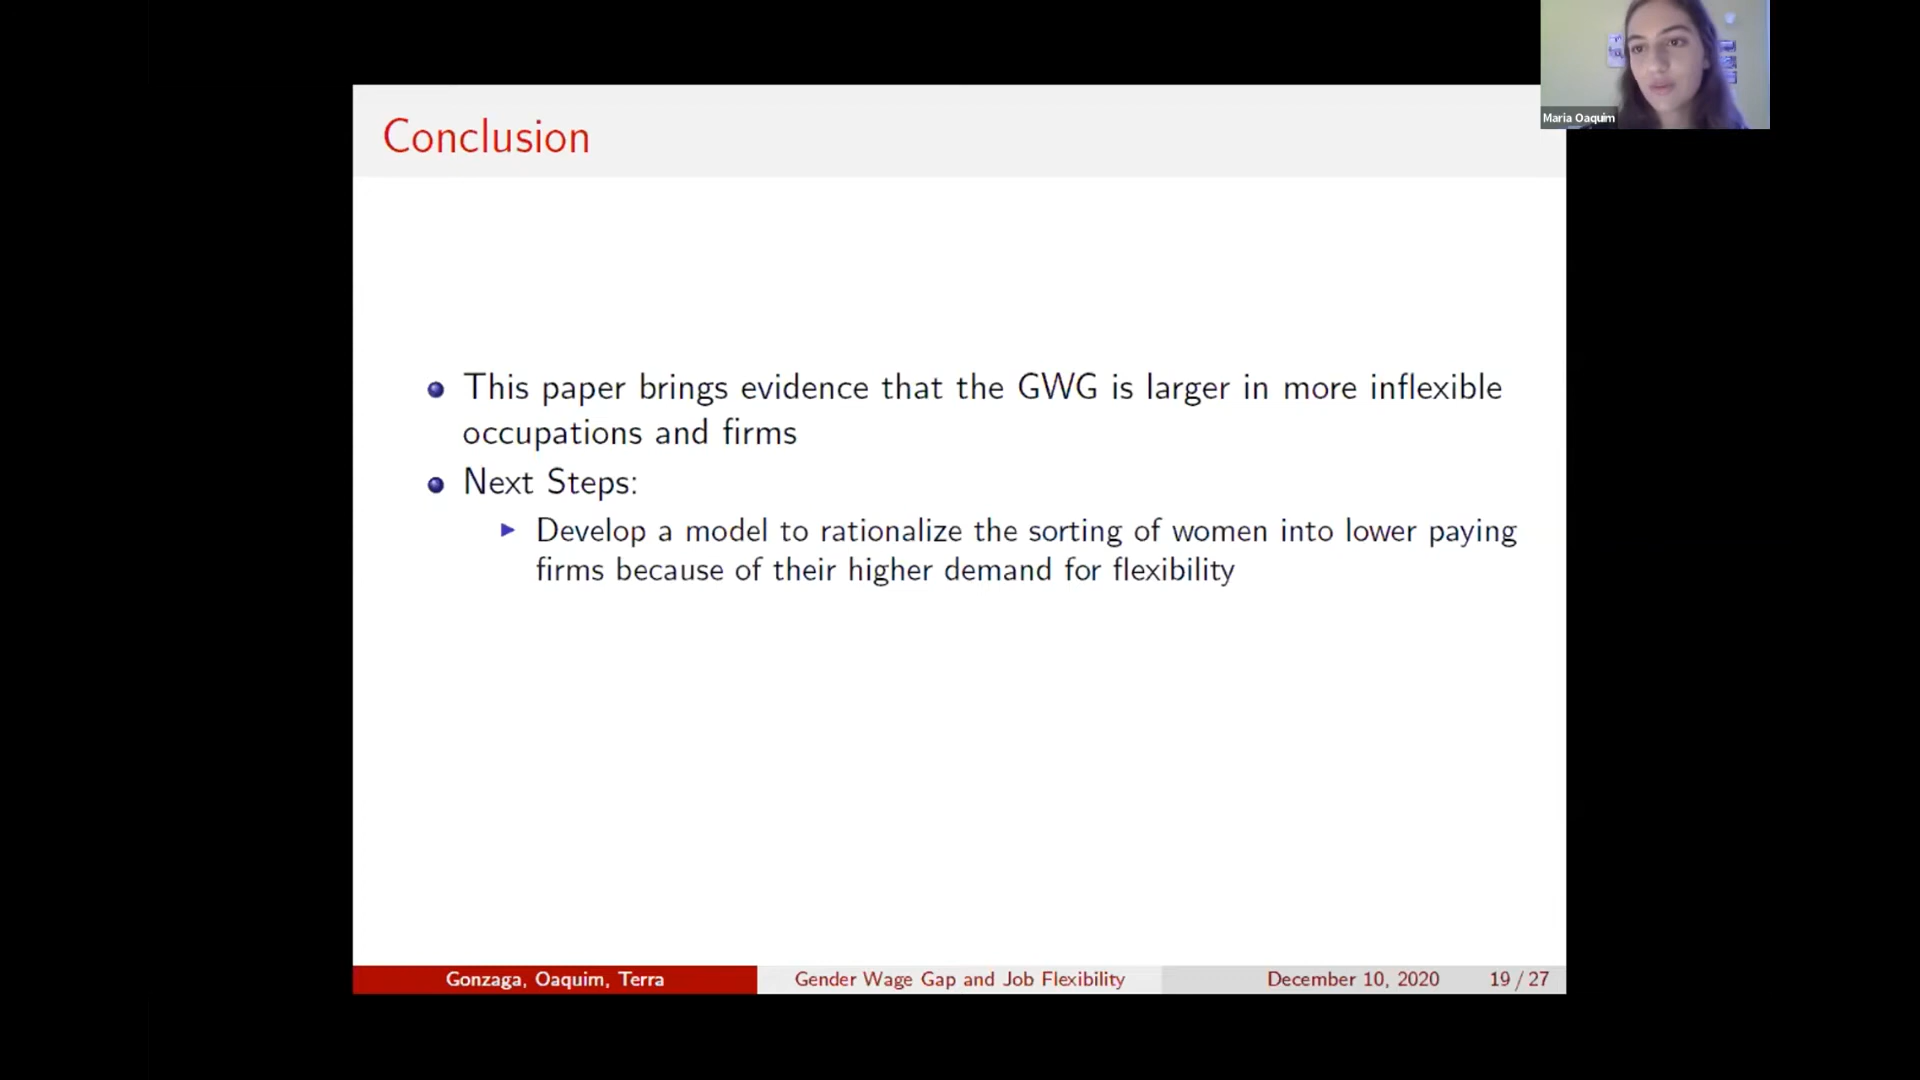 Maria Oaquim
Conclusion
This paper brings evidence that the GWG is larger in more inflexible
occupations and firms
Next Steps:
Develop a model to rationalize the sorting of women into lower paying
firms because of their higher demand for flexibility
Gonzaga, Oaquim, Terra
Gender Wage Gap and Job Flexibility
December 10, 2020
19 / 27